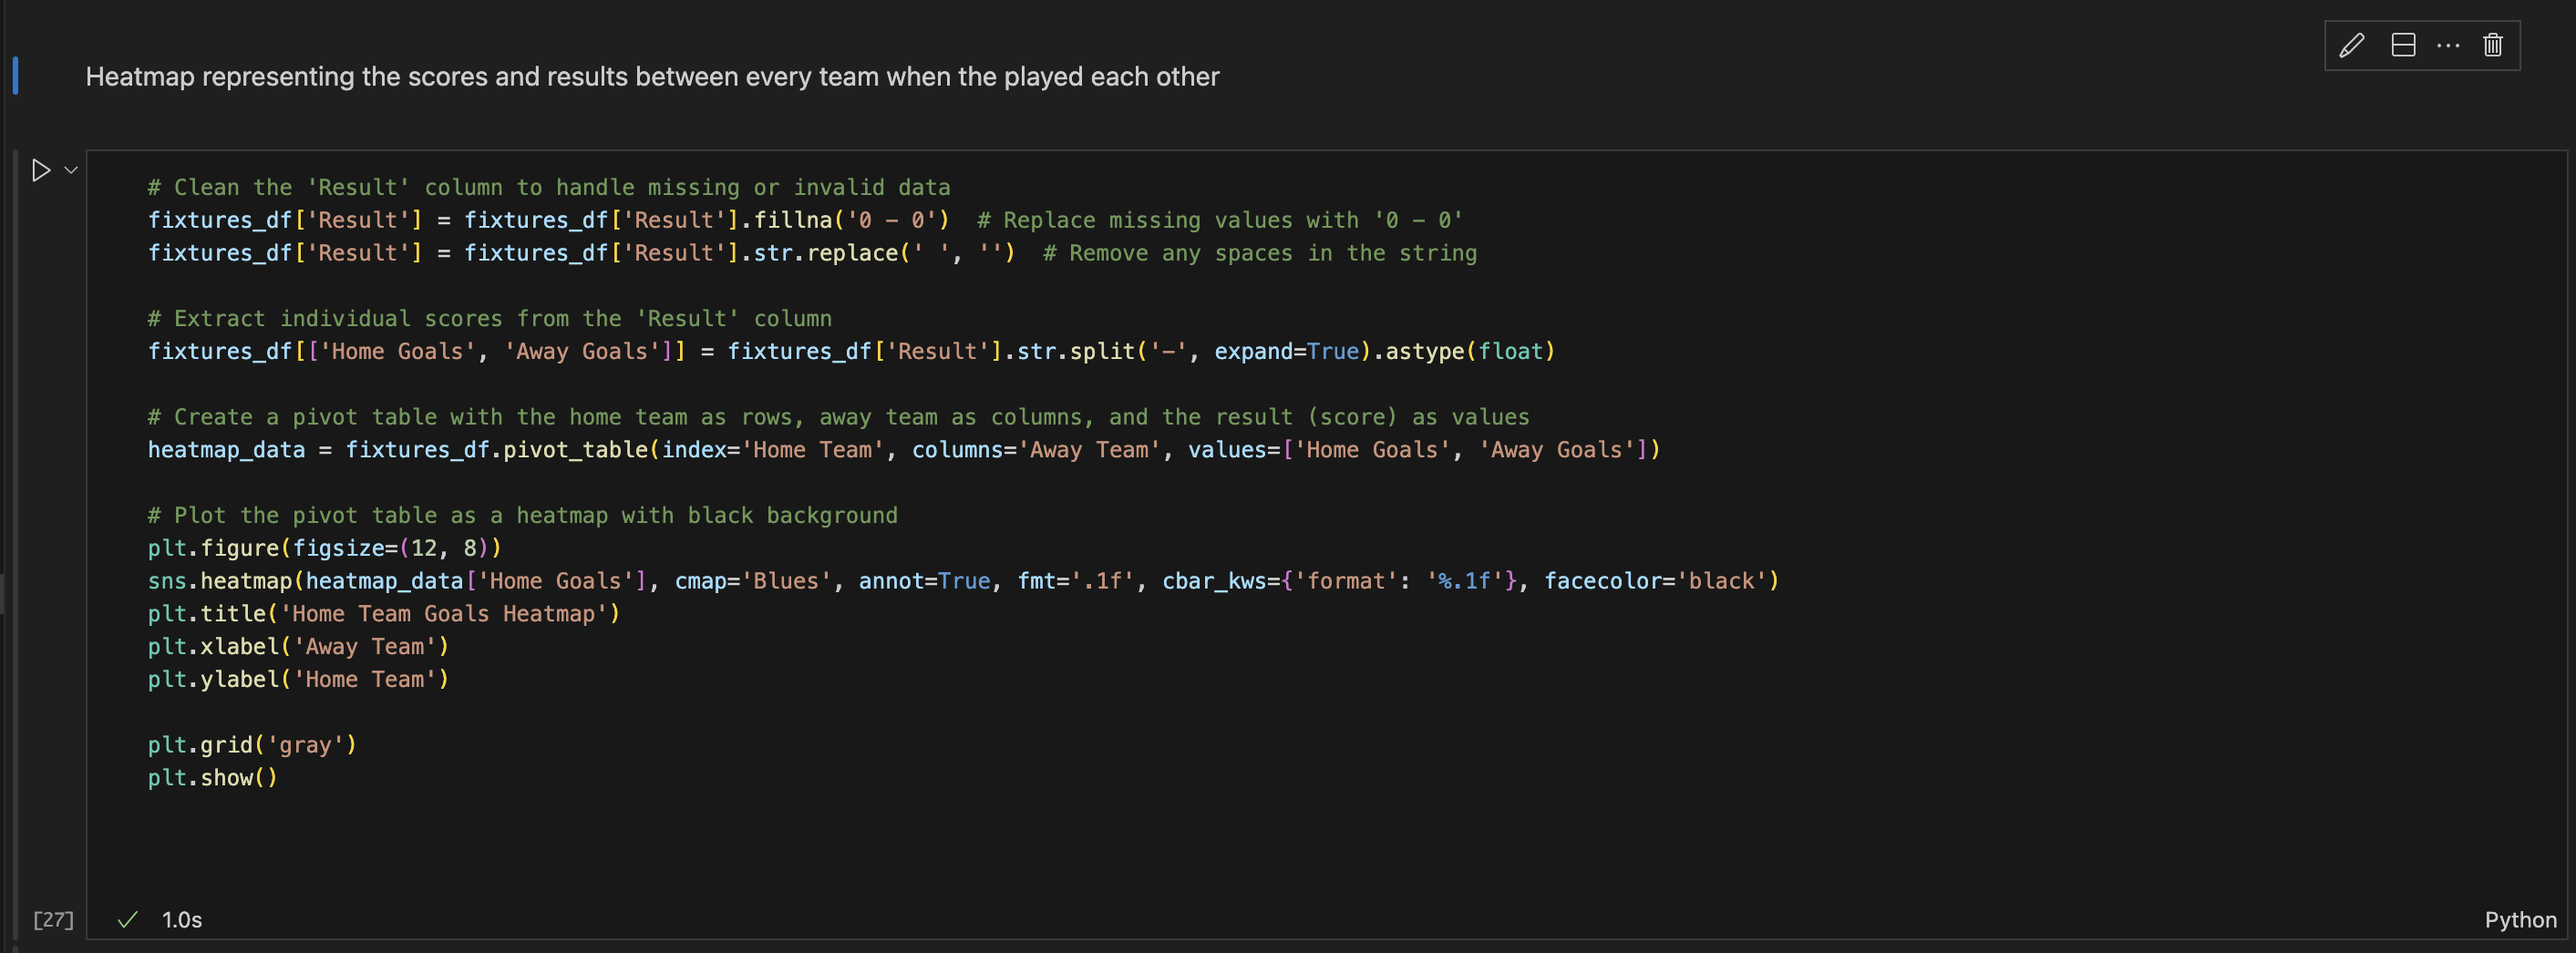 Heatmap representing the scores and results between every team when the played each other
# Clean the 'Result' column to handle missing or invalid data
fixtures_df['Result'] = fixtures_df['Result'].fillna('0 - 0')  # Replace missing values with '0 - 0'
fixtures_df['Result'] = fixtures_df['Result'].str.replace(' ', '')  # Remove any spaces in the string
# Extract individual scores from the 'Result' column
fixtures_df[['Home Goals', 'Away Goals']] = fixtures_df['Result'].str.split('-', expand=True).astype(float)
# Create a pivot table with the home team as rows, away team as columns, and the result (score) as values
heatmap_data = fixtures_df.pivot_table(index='Home Team', columns='Away Team', values=['Home Goals', 'Away Goals'])
# Plot the pivot table as a heatmap with black background
plt.figure(figsize=(12, 8))
sns.heatmap(heatmap_data['Home Goals'], cmap='Blues', annot=True, fmt='.1f', cbar_kws={'format': '%.1f'}, facecolor='black')
plt.title('Home Team Goals Heatmap')
plt.xlabel('Away Team')
plt.ylabel('Home Team')
plt.grid('gray')
plt.show()
[27] 1.0s Python